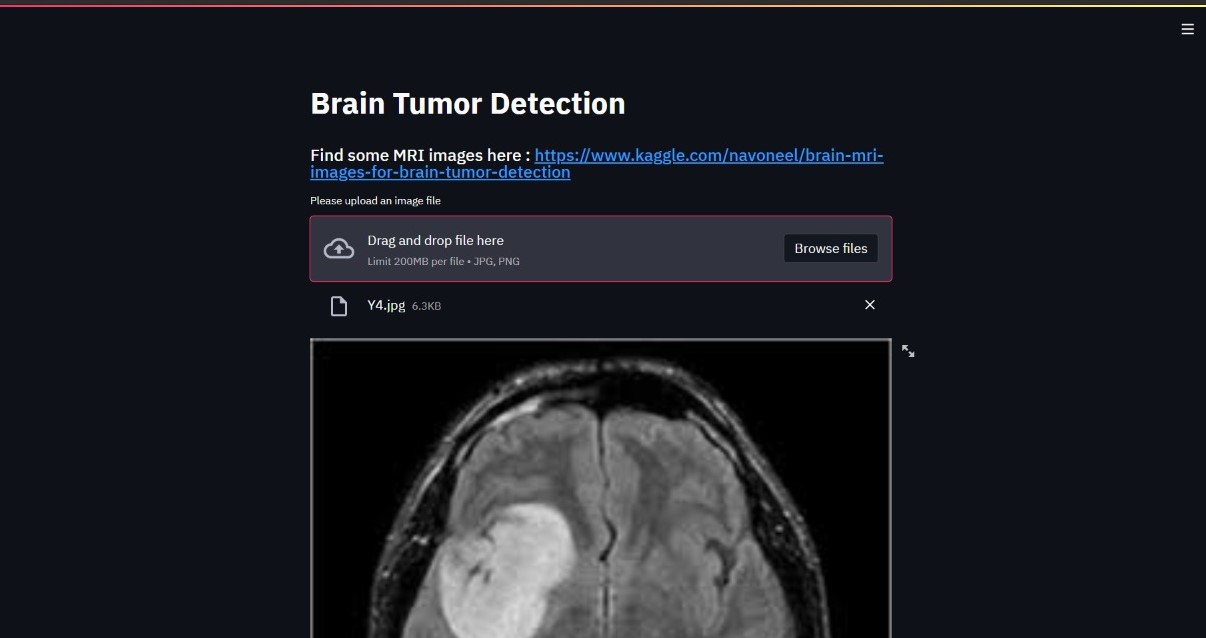 Brain Tumor Detection
Find some MRI images here : https://www.kaggle.com/navoneel/brain-mri-
images-for-brain-tumor-detection
Please upload an image file
Drag and drop file here
Limit 200MB per file • JPG, PNG
Browse files
Y4.jpg 6.3KB